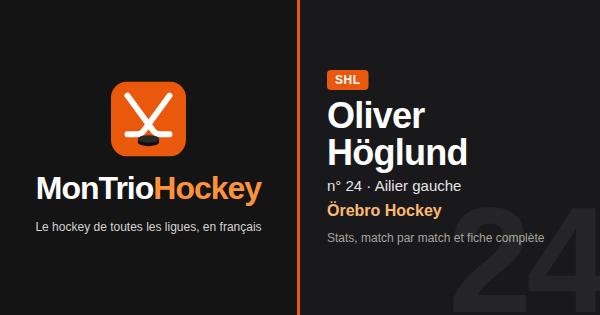 MonTrioHockey
Le hockey de toutes les ligues, en français
SHL
Oliver
Höglund
n° 24 · Ailier gauche
Örebro Hockey
Stats, match par match et fiche complète
24